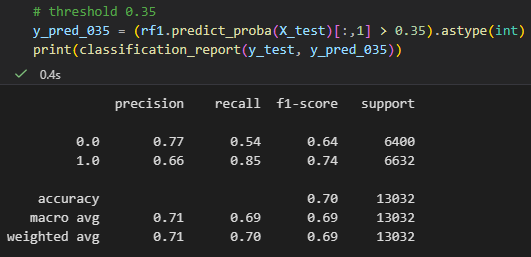 # threshold 0.35
y_pred_035 = (rf1.predict_proba(X_test)[:,1] > 0.35).astype(int)
print(classification_report(y_test, y_pred_035))
0.4s
precision recall f1-score support
0.0 0.77 0.54 0.64 6400
1.0 0.66 0.85 0.74 6632
accuracy 0.70 13032
macro avg 0.71 0.69 0.69 13032
weighted avg 0.71 0.70 0.69 13032